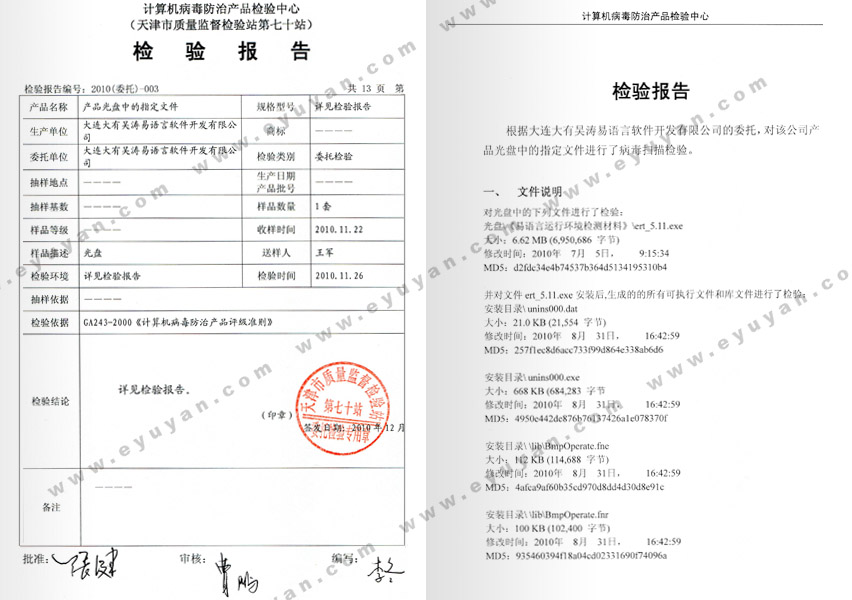 计算机病毒防治产品检验中心
（天津市质量监督检验站第七十站）
检 验 报 告
检验报告编号：2010(委托)-003 共 13 页 第
产品名称 产品光盘中的指定文件 规格型号 详见检验报告
生产单位 大连大有吴涛易语言软件开发有限公司 商标 ————
委托单位 大连大有吴涛易语言软件开发有限公司 检验类别 委托检验
抽样地点 ———— 生产日期 产品批号 ————
抽样基数 ———— 样品数量 1 套
样品等级 ———— 收样时间 2010.11.22
样品描述 光盘 送样人 王军
检验环境 详见检验报告 检验时间 2010.11.26
抽样依据 ————
检验依据 GA243-2000《计算机病毒防治产品评级准则》
检验结论 详见检验报告。
（印章）
天津市质量监督检验站
第七十站
委托检验专用章
签发日期：2010 年 12 月
备注 ————
批准： 审核： 编写：
计算机病毒防治产品检验中心
检验报告
根据大连大有吴涛易语言软件开发有限公司的委托，对该公司产
品光盘中的指定文件进行了病毒扫描检验。
一、 文件说明
对光盘中的下列文件进行了检验：
光盘\《易语言运行环境检测材料》\ert_5.11.exe
大小：6.62 MB (6,950,686 字节)
修改时间：2010年 7月 5日， 9:15:34
MD5：d2fdc34e4b74537b364d5134195310b4
并对文件 ert_5.11.exe 安装后,生成的的所有可执行文件和库文件进行了检验：
安装目录\unins000.dat
大小：21.0 KB (21,554 字节)
修改时间：2010年 8月 31日， 16:42:59
MD5：257f1ec8d6acc733f99d864e338ab6d6
安装目录\unins000.exe
大小：668 KB (684,283 字节)
修改时间：2010年 8月 31日， 16:42:59
MD5：4950e442de876b76137426a1e078370f
安装目录\\lib\BmpOperate.fne
大小：112 KB (114,688 字节)
修改时间：2010年 8月 31日， 16:42:59
MD5：4afca9af60b35cd970d8dd4d30d8e91c
安装目录\\lib\BmpOperate.fnr
大小：100 KB (102,400 字节)
修改时间：2010年 8月 31日， 16:42:59
MD5：935460394f18a04cd02331690f74096a
www.eyuyan.com